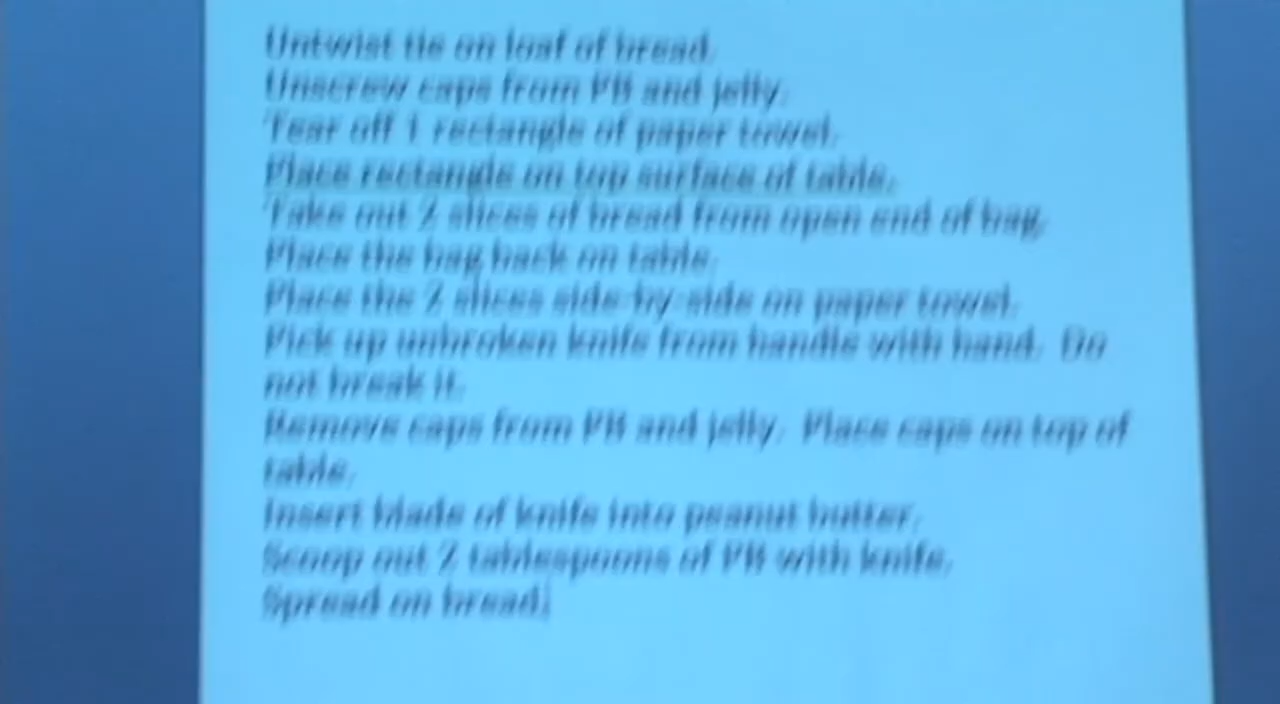 Untwist tie on loaf of bread.
Unscrew caps from PB and jelly.
Tear off 1 rectangle of paper towel.
Place rectangle on top surface of table.
Take out 2 slices of bread from open end of bag.
Place the bag back on table.
Place the 2 slices side-by-side on paper towel.
Pick up unbroken knife from handle with hand.  Do
not break it.
Remove caps from PB and jelly.  Place caps on top of
table.
Insert blade of knife into peanut butter.
Scoop out 2 tablespoons of PB with knife.
Spread on bread.